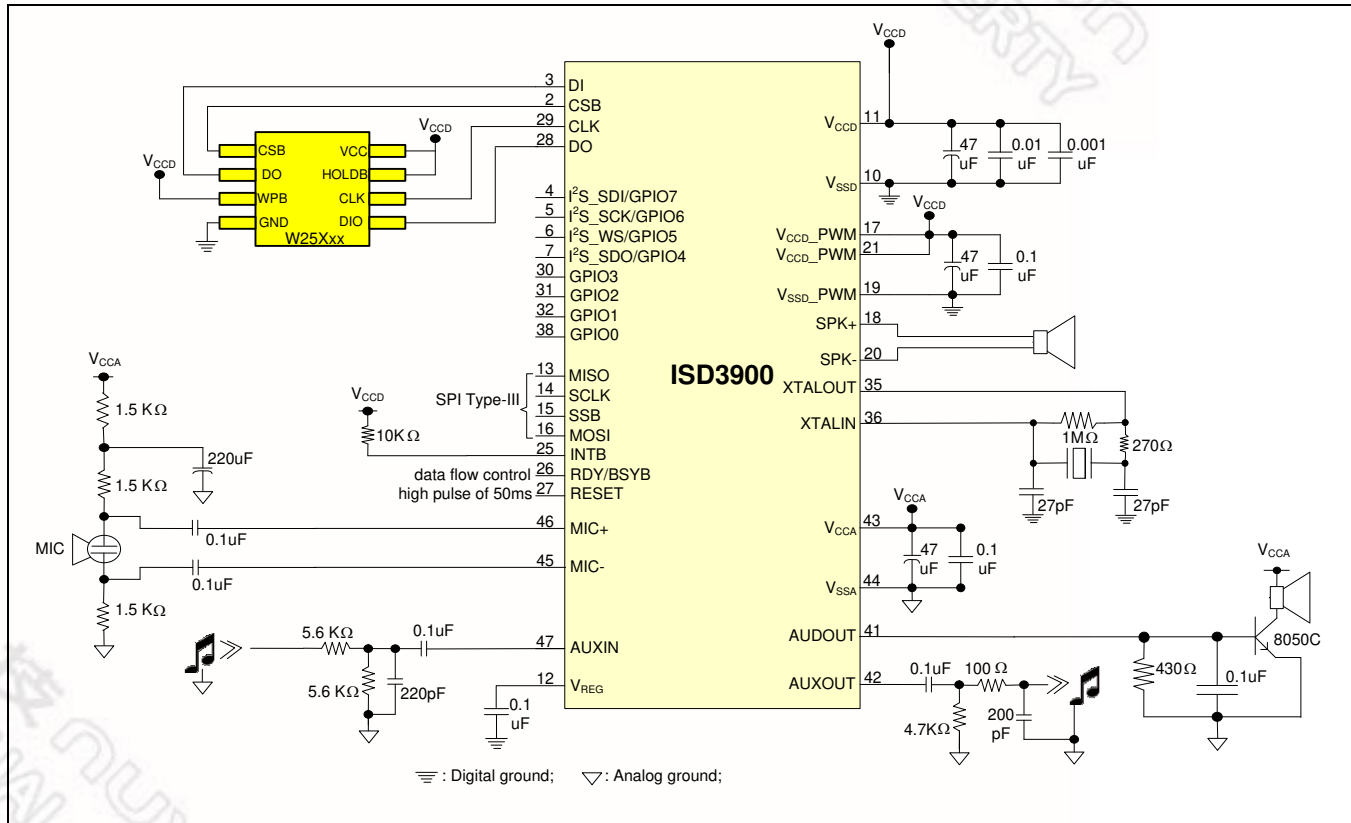 VCCD
3 DI
2 CSB
29 CLK
28 DO
VCCD
VCCD
CSB
DO
WPB
GND
VCC
HOLDB
CLK
DIO
W25Xxx
4 I²S_SDI/GPIO7
5 I²S_SCK/GPIO6
6 I²S_WS/GPIO5
7 I²S_SDO/GPIO4
30 GPIO3
31 GPIO2
32 GPIO1
38 GPIO0
SPI Type-III
13 MISO
14 SCLK
15 SSB
16 MOSI
VCCD
10KΩ
25 INTB
data flow control 26 RDY/BSYB
high pulse of 50ms 27 RESET
VCCA
1.5 KΩ
220uF
1.5 KΩ
MIC
0.1uF
46 MIC+
0.1uF
45 MIC-
1.5 KΩ
5.6 KΩ
0.1uF
47 AUXIN
5.6 KΩ
220pF
12 VREG
0.1 uF
ISD3900
VCCD 11
47 uF
0.01 uF
0.001 uF
VSSD 10
VCCD
VCCD_PWM 17
VCCD_PWM 21
47 uF
0.1 uF
VSSD_PWM 19
SPK+ 18
SPK- 20
XTALOUT 35
XTALIN 36
1MΩ
270Ω
27pF
27pF
VCCA
VCCA 43
47 uF
0.1 uF
VSSA 44
AUDOUT 41
VCCA
8050C
430Ω
0.1uF
AUXOUT 42
0.1uF
100 Ω
4.7KΩ
200 pF
: Digital ground; : Analog ground;